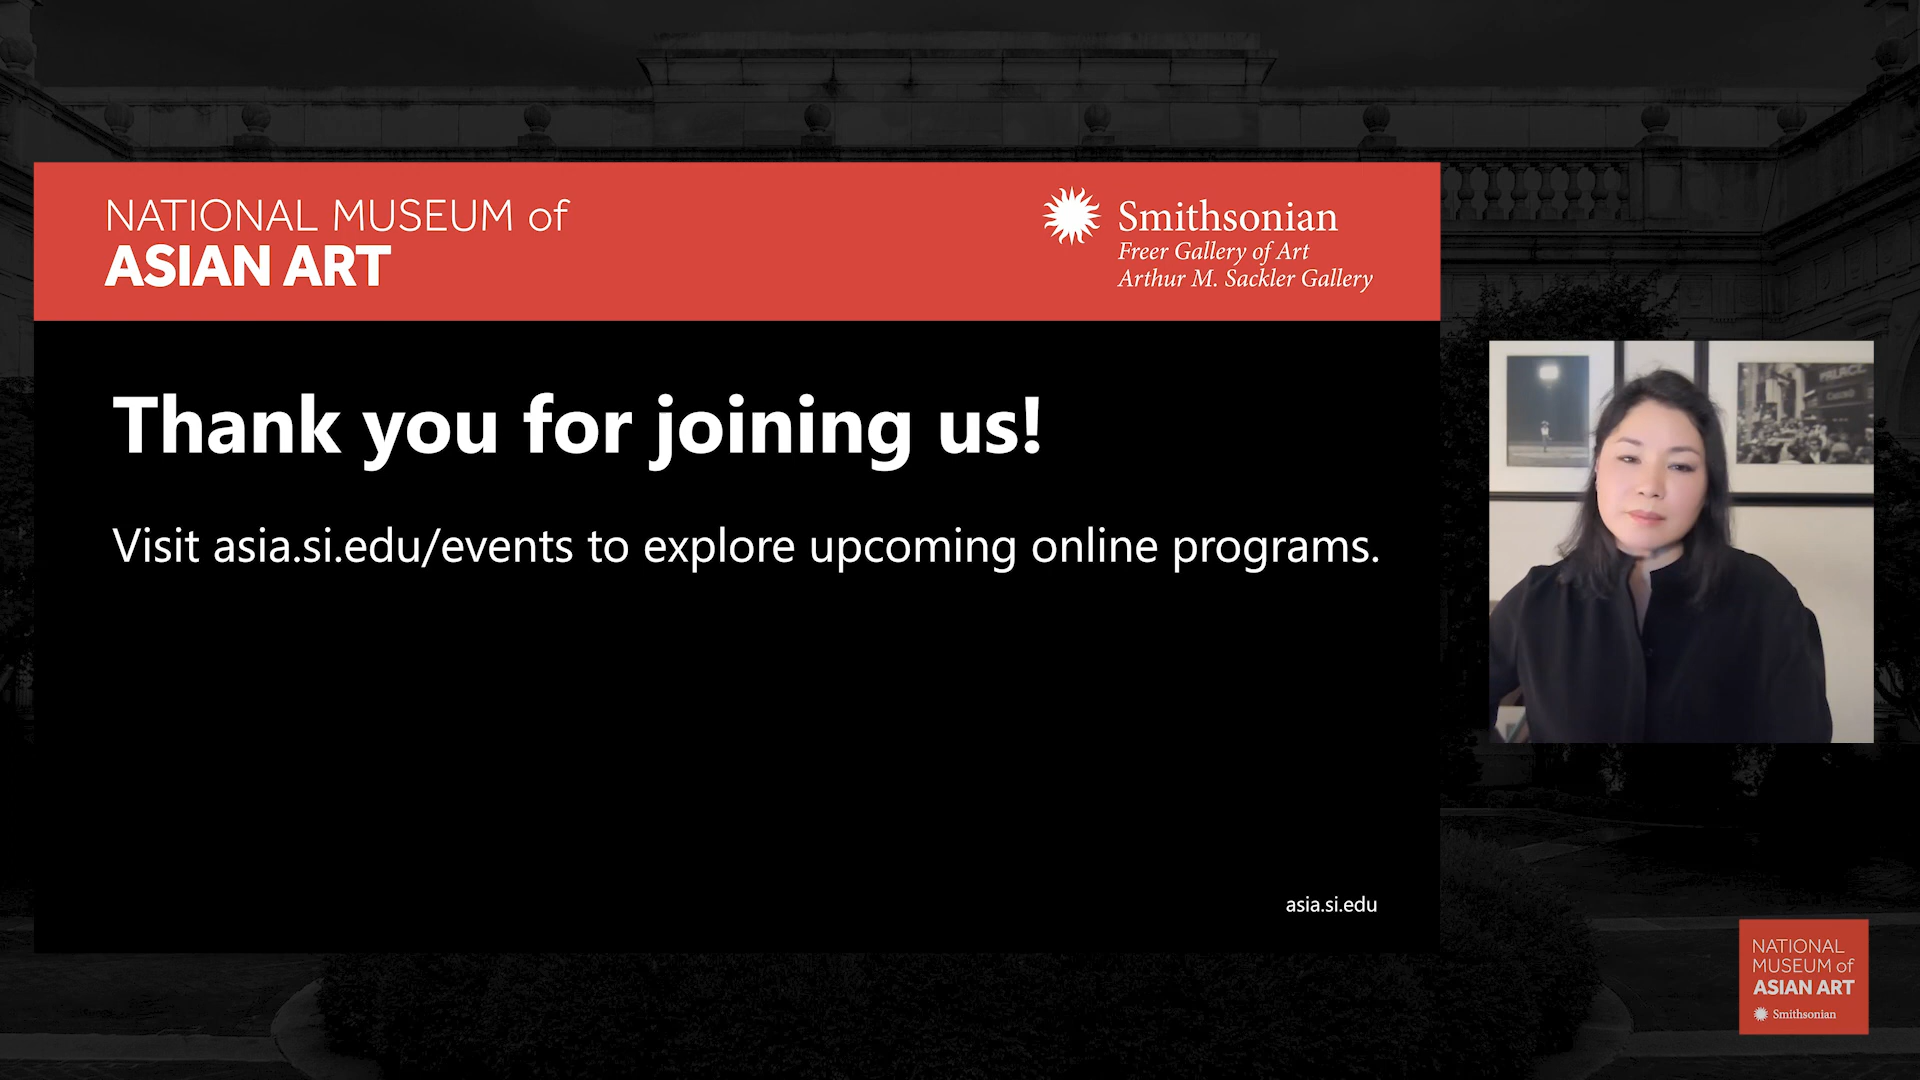 NATIONAL MUSEUM of
ASIAN ART
Smithsonian
Freer Gallery of Art
Arthur M. Sackler Gallery
Thank you for joining us!
Visit asia.si.edu/events to explore upcoming online programs.
asia.si.edu
PALACE
NATIONAL
MUSEUM of
ASIAN ART
Smithsonian